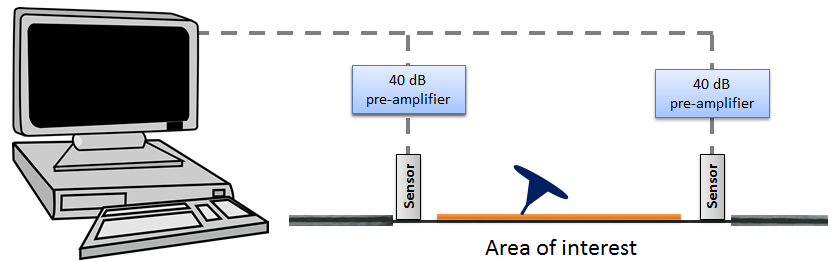 40 dB
pre-amplifier
40 dB
pre-amplifier
Sensor
Sensor
Area of interest